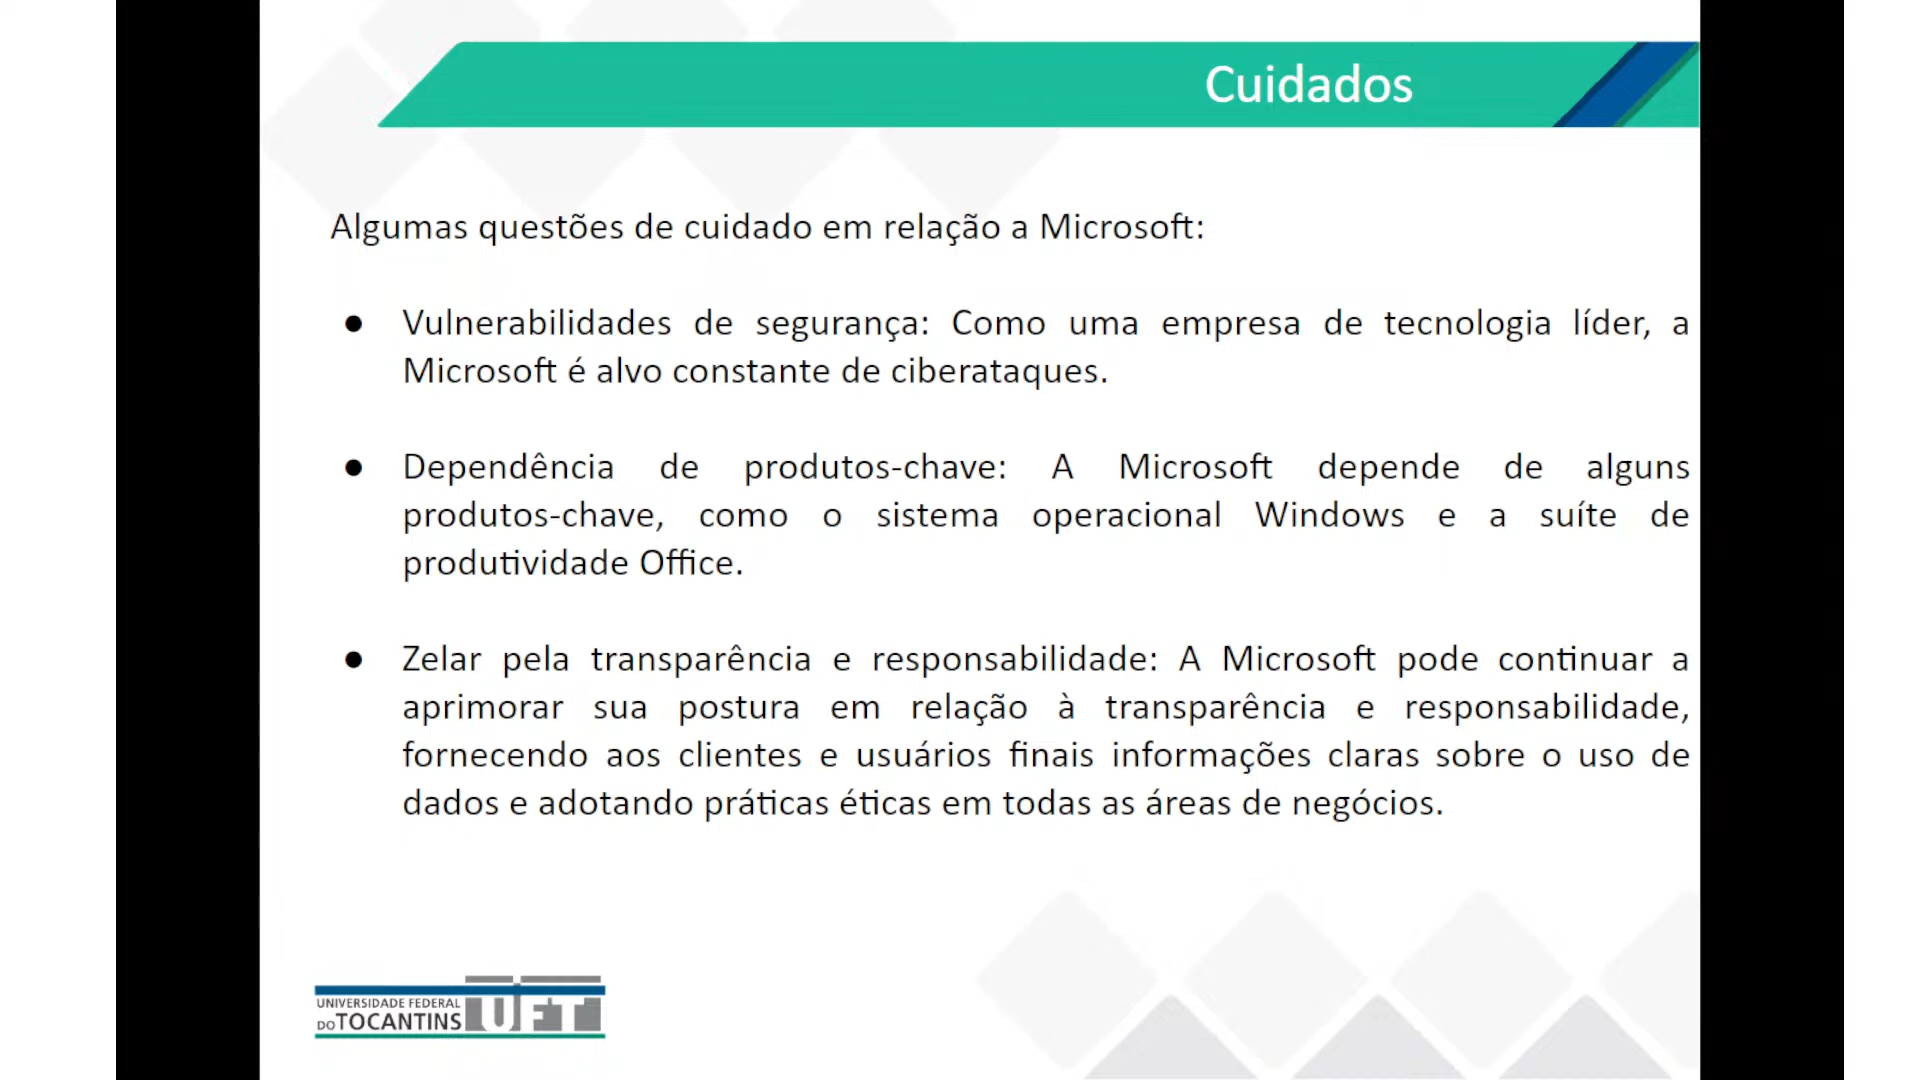 Cuidados
Algumas questões de cuidado em relação a Microsoft:
● Vulnerabilidades de segurança: Como uma empresa de tecnologia líder, a
Microsoft é alvo constante de ciberataques.
● Dependência de produtos-chave: A Microsoft depende de alguns
produtos-chave, como o sistema operacional Windows e a suíte de
produtividade Office.
● Zelar pela transparência e responsabilidade: A Microsoft pode continuar a
aprimorar sua postura em relação à transparência e responsabilidade,
fornecendo aos clientes e usuários finais informações claras sobre o uso de
dados e adotando práticas éticas em todas as áreas de negócios.
UNIVERSIDADE FEDERAL
DO TOCANTINS UFT